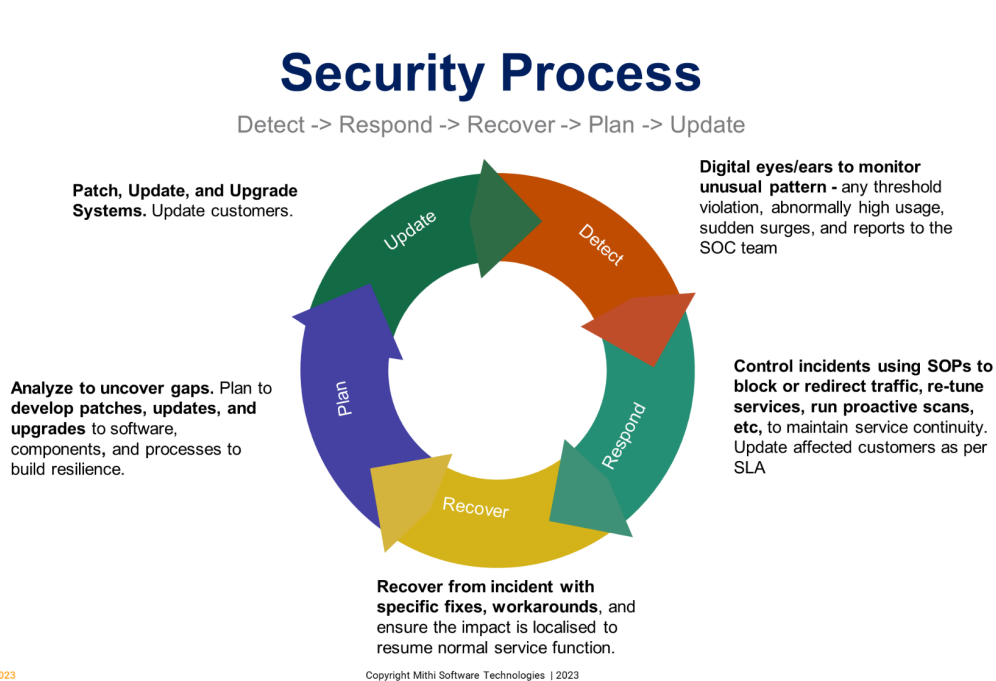 Security Process
Detect -> Respond -> Recover -> Plan -> Update
Patch, Update, and Upgrade
Systems. Update customers.
Digital eyes/ears to monitor
unusual pattern - any threshold
violation, abnormally high usage,
sudden surges, and reports to the
SOC team
Update
Detect
Control incidents using SOPs to
block or redirect traffic, re-tune
services, run proactive scans,
etc, to maintain service continuity.
Update affected customers as per
SLA
Analyze to uncover gaps. Plan to
develop patches, updates, and
upgrades to software,
components, and processes to
build resilience.
Plan
Respond
Recover
Recover from incident with
specific fixes, workarounds, and
ensure the impact is localised to
resume normal service function.
023
Copyright Mithi Software Technologies | 2023